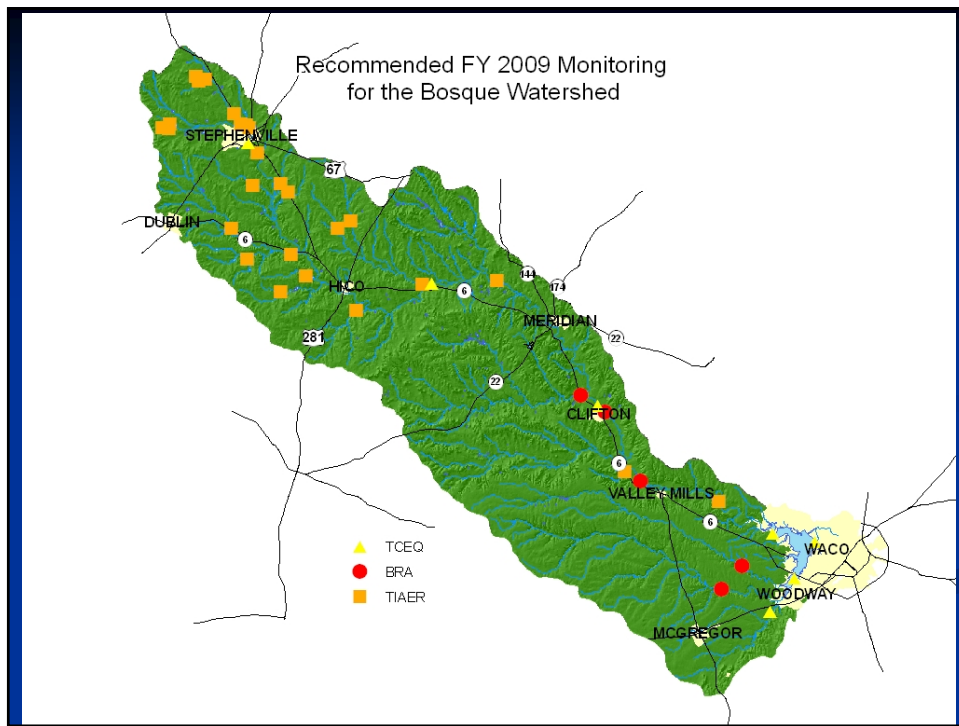 Recommended FY 2009 Monitoring
for the Bosque Watershed
STEPHENVILLE
67
DUBLIN
6
HICO
6
144
174
281
MERIDIAN
22
22
CLIFTON
6
VALLEY MILLS
6
WACO
WOODWAY
MCGREGOR
TCEQ
BRA
TIAER